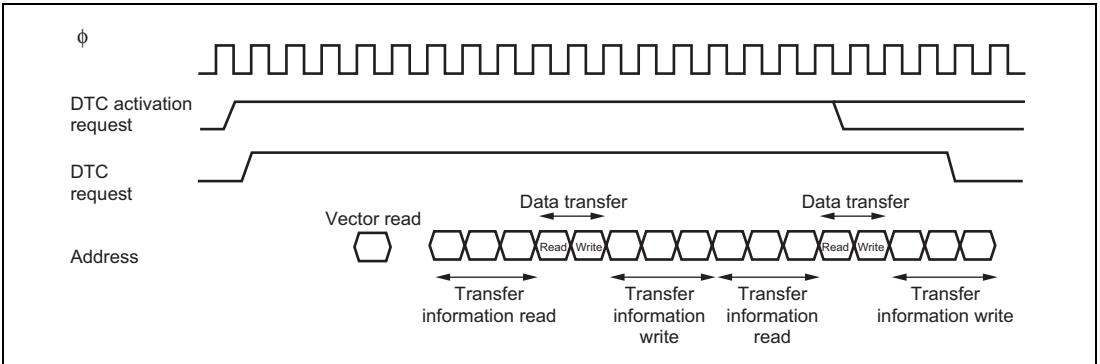 ϕ
DTC activation
request
DTC
request
Data transfer
Data transfer
Vector read
Address
Read
Write
Read
Write
Transfer
information read
Transfer
information
write
Transfer
information
read
Transfer
information write